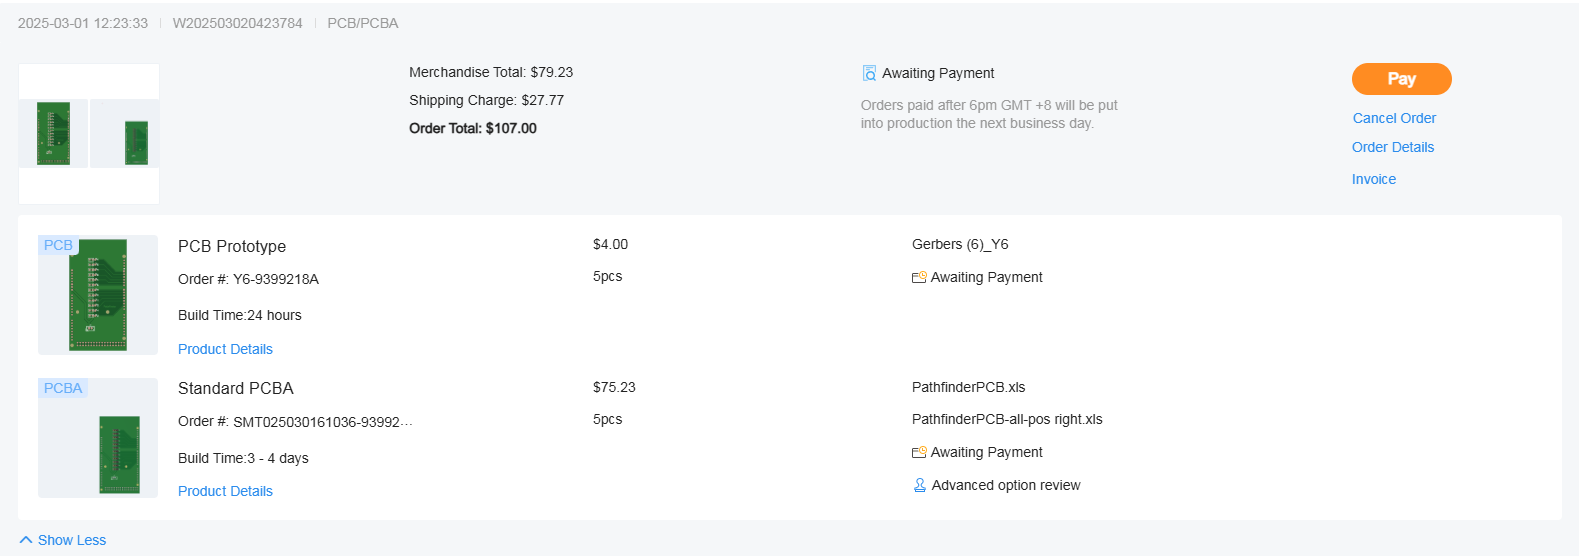 2025-03-01 12:23:33 | W202503020423784 | PCB/PCBA
Merchandise Total: $79.23
Shipping Charge: $27.77
Order Total: $107.00
Awaiting Payment
Orders paid after 6pm GMT +8 will be put
into production the next business day.
Pay
Cancel Order
Order Details
Invoice
PCB
PCB Prototype
Order #: Y6-9399218A
Build Time:24 hours
Product Details
$4.00
5pcs
Gerbers (6)_Y6
Awaiting Payment
PCBA
Standard PCBA
Order #: SMT025030161036-93992...
Build Time:3 - 4 days
Product Details
$75.23
5pcs
PathfinderPCB.xls
PathfinderPCB-all-pos right.xls
Awaiting Payment
Advanced option review
Show Less